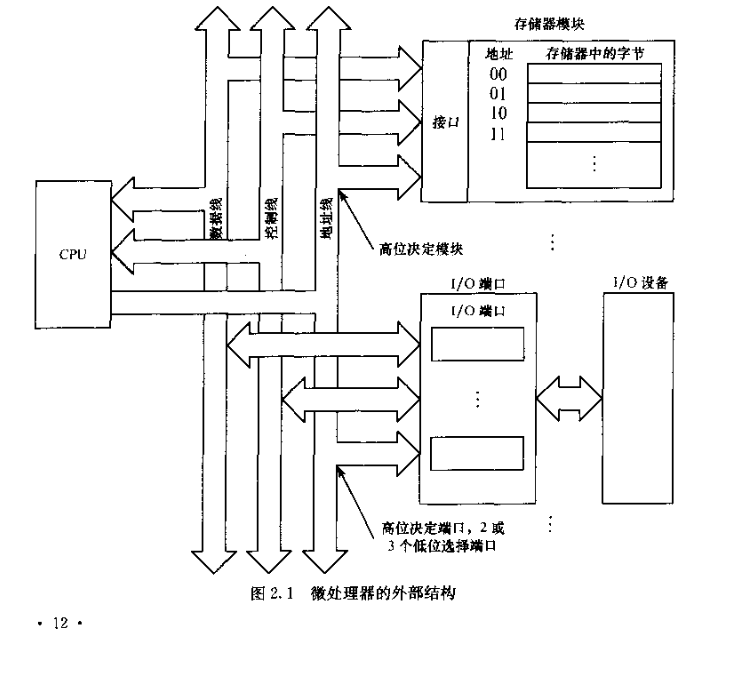 存储器模块
地址
存储器中的字节
00
01
10
11
⋮
接口
数据线
控制线
地址线
CPU
高位决定模块
⋮
I/O 端口
I/O 设备
I/O 端口
⋮
高位决定端口，2 或
3 个低位选择端口
⋮
图 2.1 微处理器的外部结构
· 12 ·